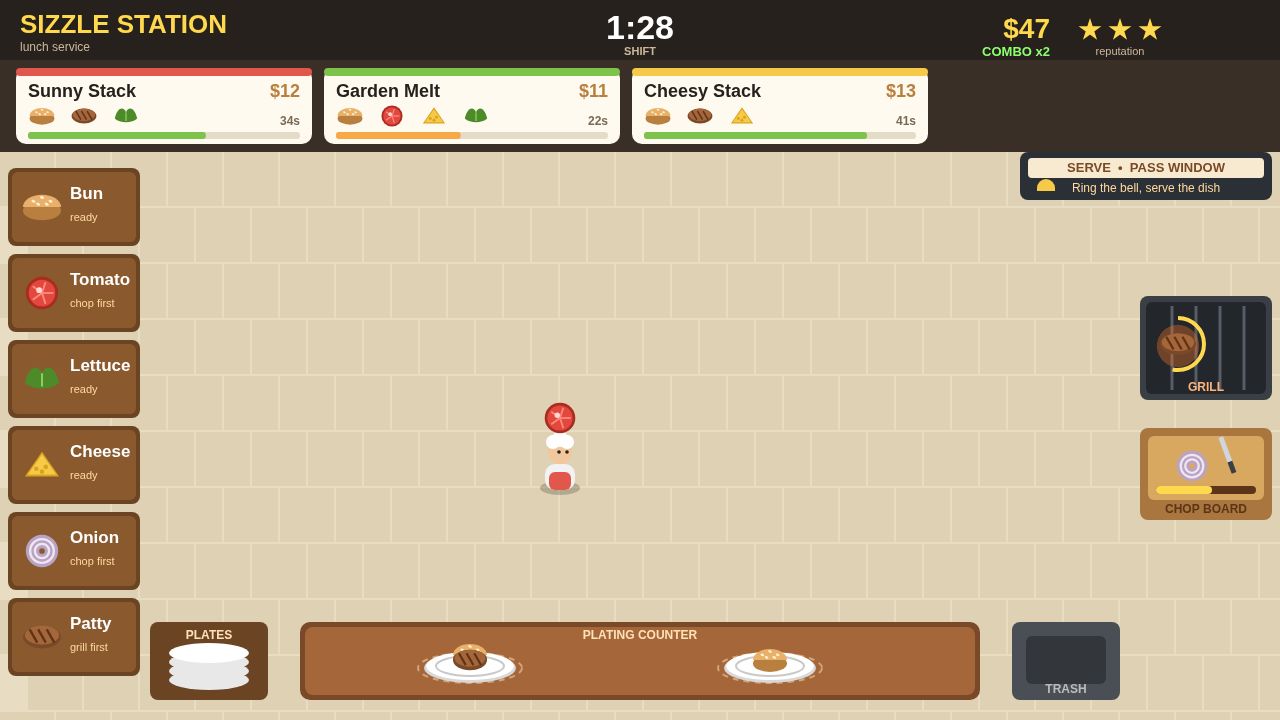 SIZZLE STATION
lunch service
1:28
SHIFT
$47
COMBO x2
★★★
reputation
Sunny Stack $12
34s
Garden Melt $11
22s
Cheesy Stack $13
41s
SERVE • PASS WINDOW
Ring the bell, serve the dish
Bun
ready
Tomato
chop first
Lettuce
ready
Cheese
ready
Onion
chop first
Patty
grill first
GRILL
CHOP BOARD
PLATES
PLATING COUNTER
TRASH